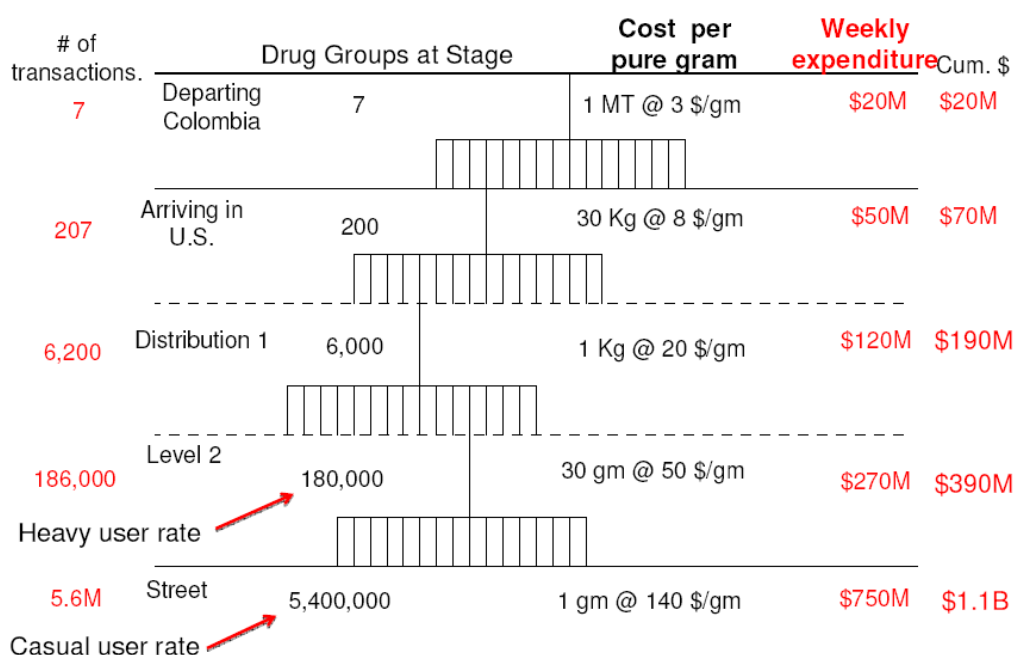 # of
transactions.
Drug Groups at Stage
Cost per
pure gram
Weekly
expenditure
Cum. $
7
Departing
Colombia
7
1 MT @ 3 $/gm
$20M
$20M
207
Arriving in
U.S.
200
30 Kg @ 8 $/gm
$50M
$70M
6,200
Distribution 1
6,000
1 Kg @ 20 $/gm
$120M
$190M
186,000
Level 2
180,000
30 gm @ 50 $/gm
$270M
$390M
Heavy user rate
5.6M
Street
5,400,000
1 gm @ 140 $/gm
$750M
$1.1B
Casual user rate